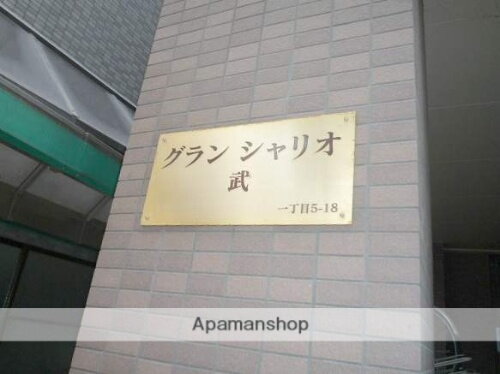 グラン シャリオ
武
一丁目5-18
Apamanshop